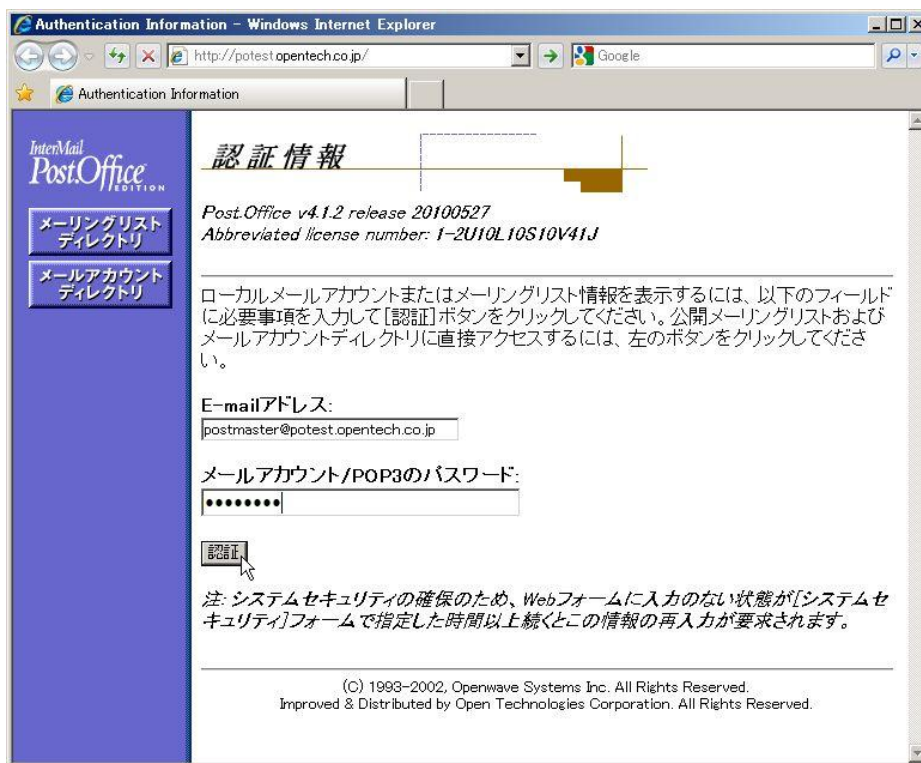 Authentication Information - Windows Internet Explorer
http://potest.opentech.co.jp/
Google
Authentication Information
InterMail
Post.Office
EDITION
メーリングリスト
ディレクトリ
メールアカウント
ディレクトリ
認証情報
Post.Office v4.1.2 release 20100527
Abbreviated license number: 1-2U10L10S10V41J
ローカルメールアカウントまたはメーリングリスト情報を表示するには、以下のフィールド
に必要事項を入力して[認証]ボタンをクリックしてください。公開メーリングリストおよび
メールアカウントディレクトリに直接アクセスするには、左のボタンをクリックしてくださ
い。
E-mailアドレス:
postmaster@potest.opentech.co.jp
メールアカウント/POP3のパスワード:
••••••••
認証
注: システムセキュリティの確保のため、Webフォームに入力のない状態が[システムセ
キュリティ]フォームで指定した時間以上続くとこの情報の再入力が要求されます。
(C) 1993-2002, Openwave Systems Inc. All Rights Reserved.
Improved & Distributed by Open Technologies Corporation. All Rights Reserved.